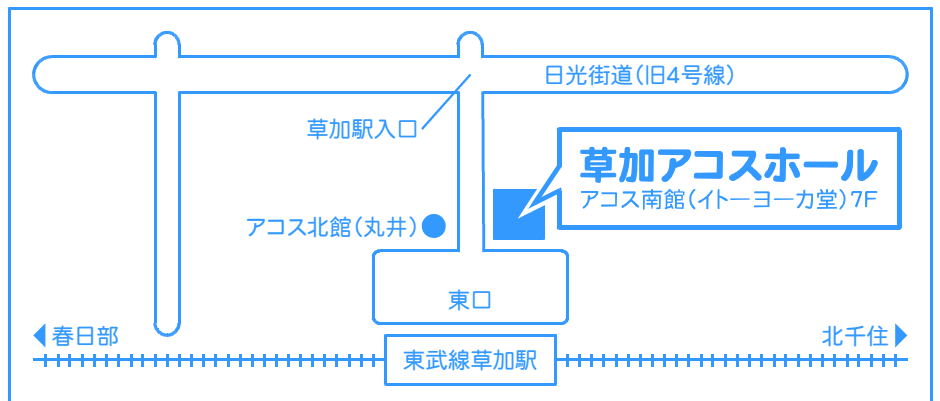 日光街道(旧4号線)
草加駅入口
草加アコスホール
アコス南館(イトーヨーカ堂)7F
アコス北館(丸井)
東口
春日部
北千住
東武線草加駅